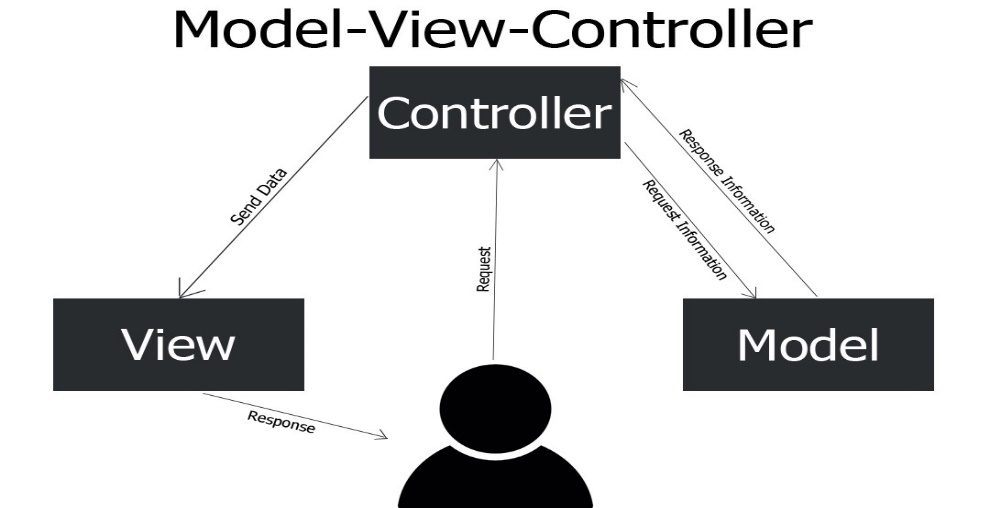 Model-View-Controller
Controller
Send Data
Request
Request Information
Response Information
View
Model
Response